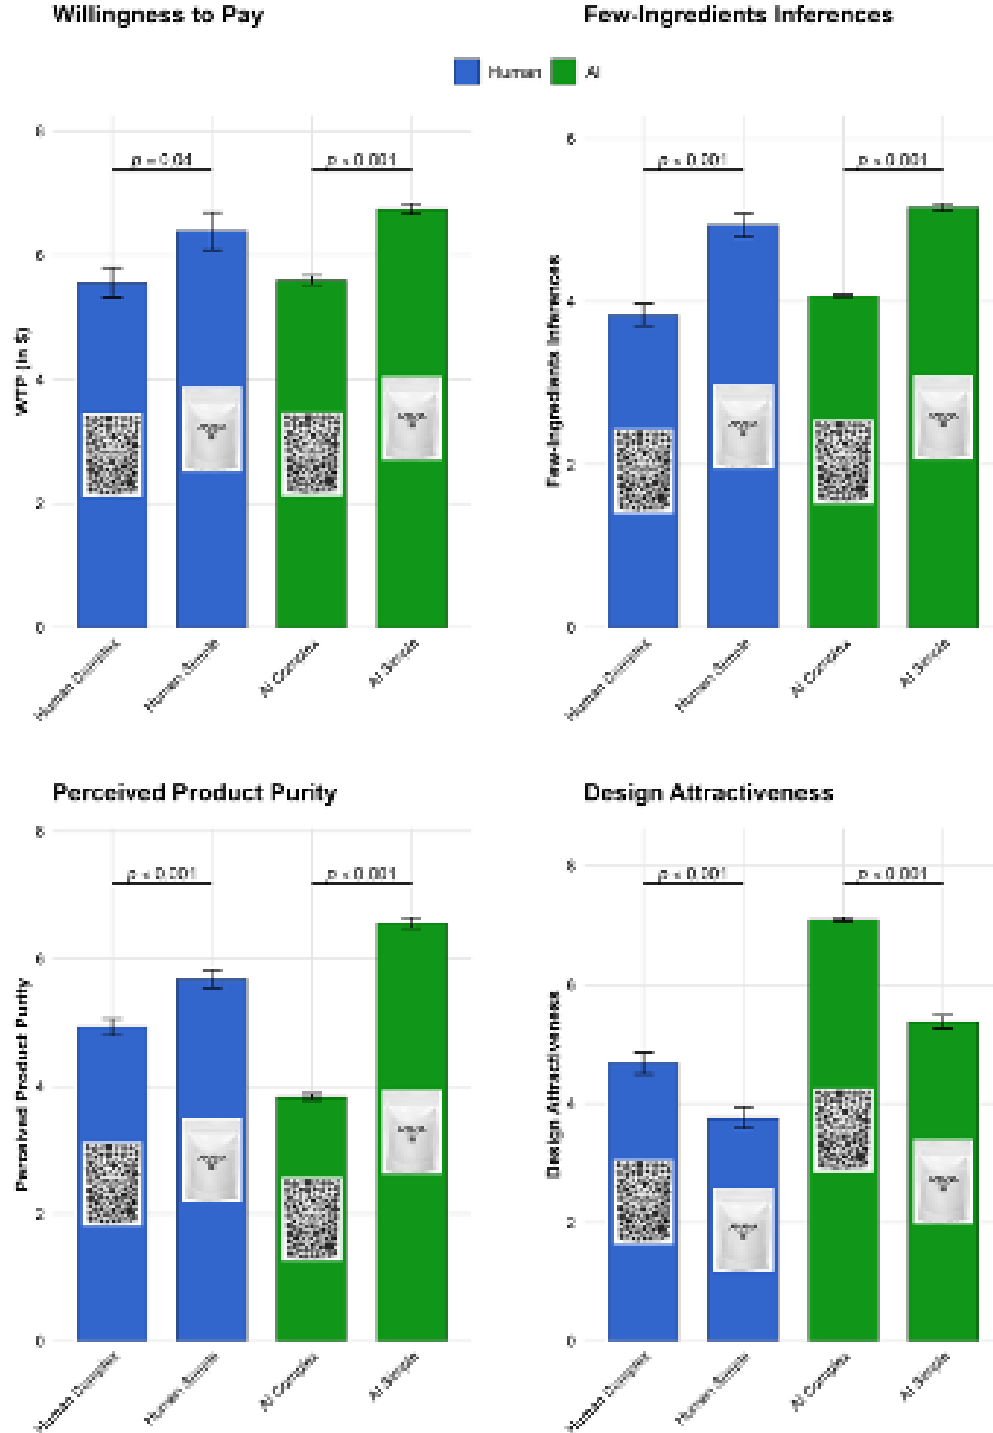 Willingness to Pay
Few-Ingredients Inferences
Human
AI
8
p = 0.04
p < 0.001
6
4
2
0
WTP (in $)
Human Complex
Human Simple
AI Complex
AI Simple
6
p < 0.001
p < 0.001
4
2
0
Few-Ingredients Inferences
Human Complex
Human Simple
AI Complex
AI Simple
Perceived Product Purity
Design Attractiveness
8
p < 0.001
p < 0.001
6
4
2
0
Perceived Product Purity
Human Complex
Human Simple
AI Complex
AI Simple
8
p < 0.001
p < 0.001
6
4
2
0
Design Attractiveness
Human Complex
Human Simple
AI Complex
AI Simple